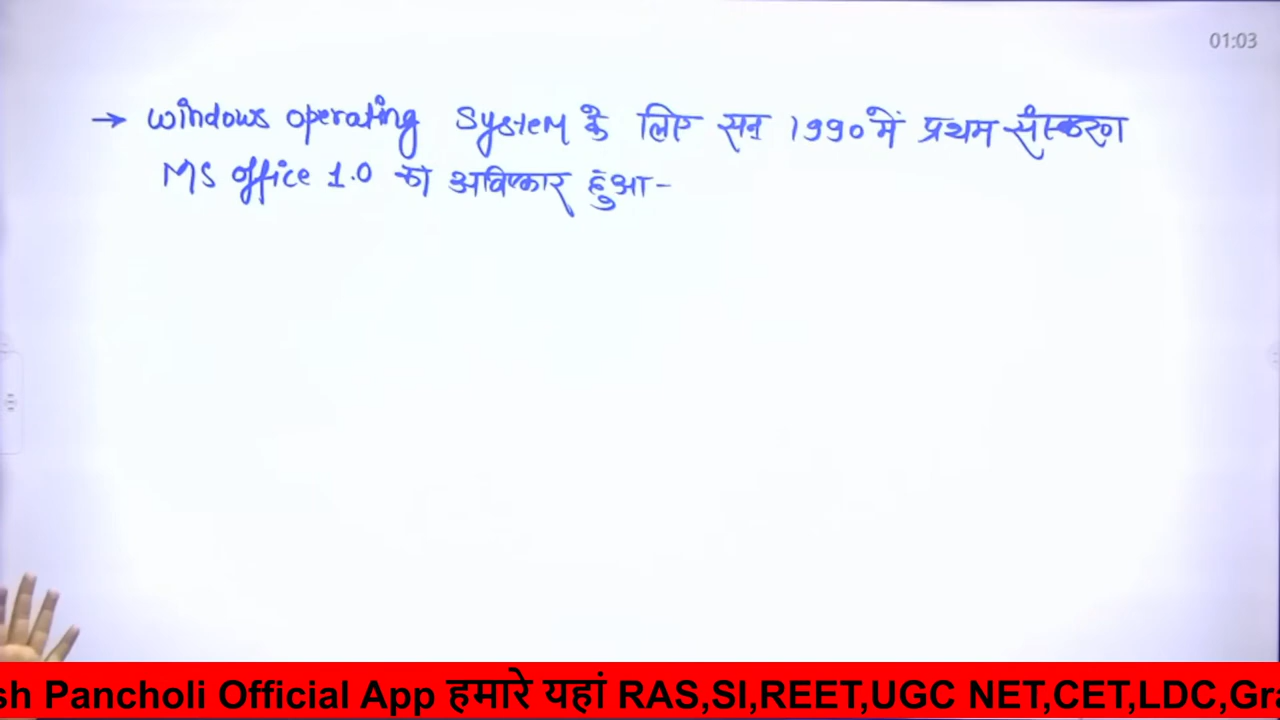 01:03
→ windows operating system के लिए सन 1990 में प्रथम संस्करण
MS office 1.0 का अविष्कार हुआ-
sh Pancholi Official App हमारे यहां RAS,SI,REET,UGC NET,CET,LDC,Gra